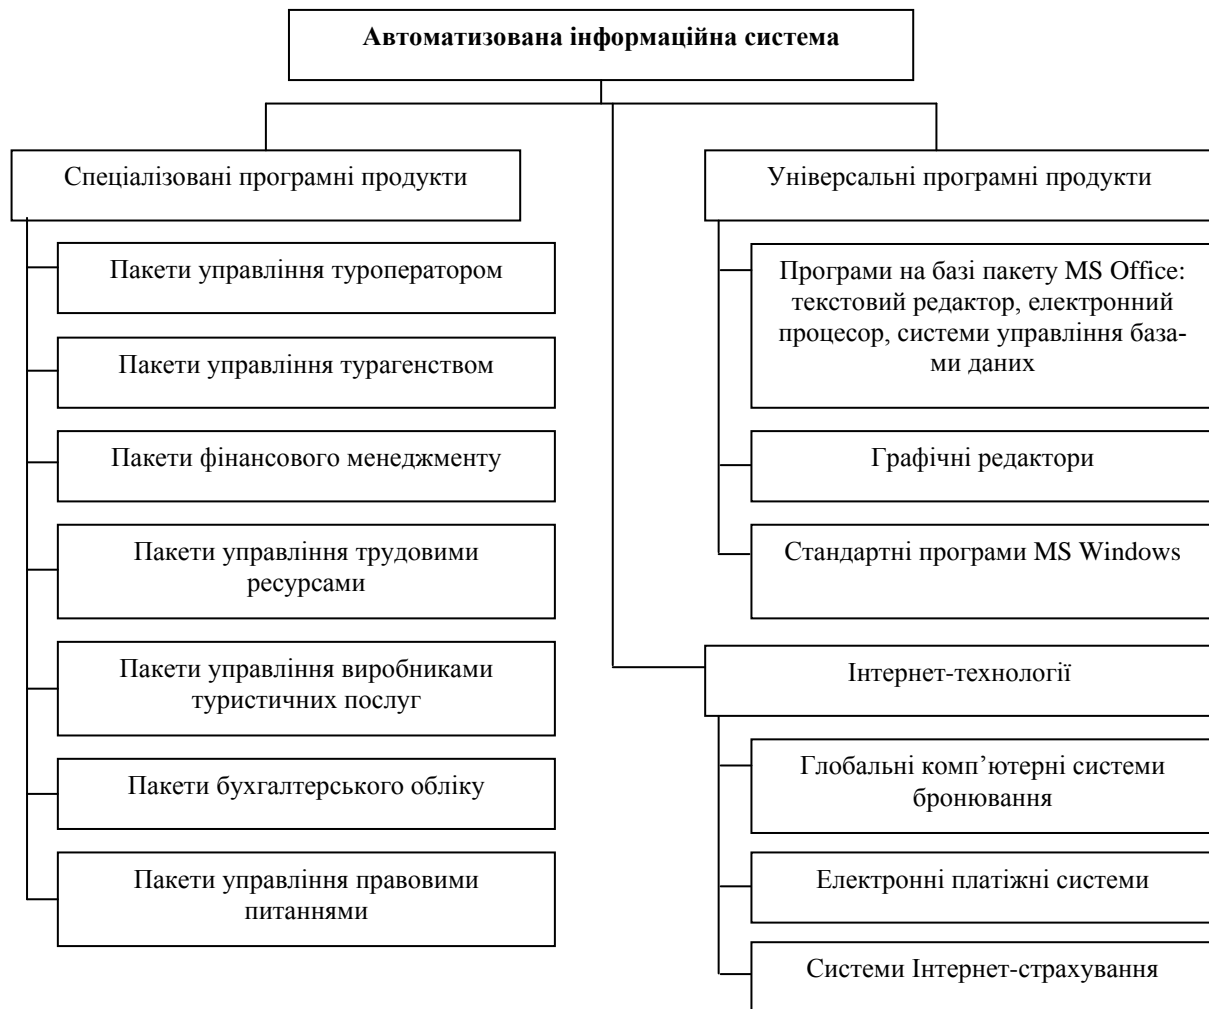 Автоматизована інформаційна система
Спеціалізовані програмні продукти
Пакети управління туроператором
Пакети управління турагенством
Пакети фінансового менеджменту
Пакети управління трудовими
ресурсами
Пакети управління виробниками
туристичних послуг
Пакети бухгалтерського обліку
Пакети управління правовими
питаннями
Універсальні програмні продукти
Програми на базі пакету MS Office:
текстовий редактор, електронний
процесор, системи управління база-
ми даних
Графічні редактори
Стандартні програми MS Windows
Інтернет-технології
Глобальні комп’ютерні системи
бронювання
Електронні платіжні системи
Системи Інтернет-страхування